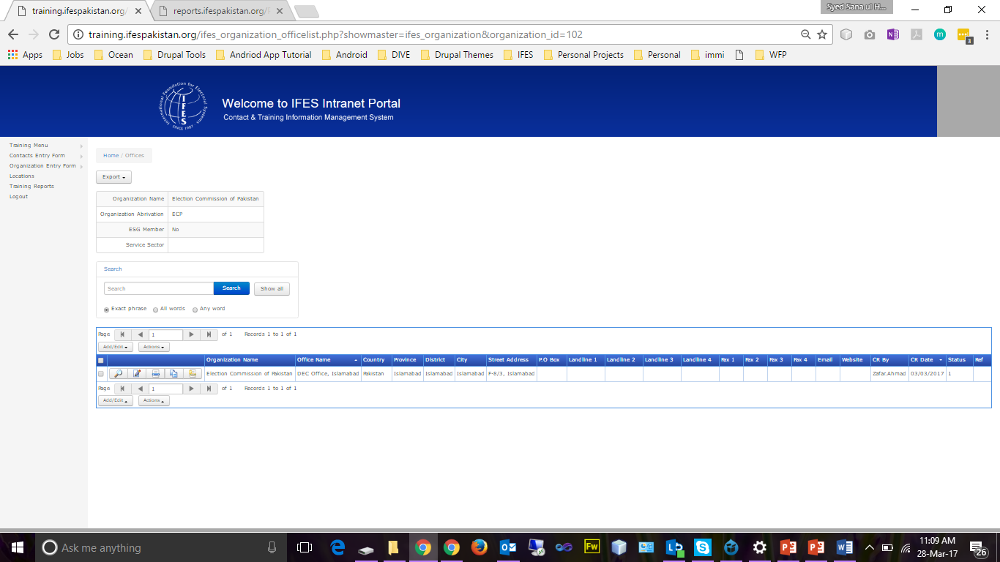 training.ifespakistan.org/
reports.ifespakistan.org/
Syed Sana ul H...
training.ifespakistan.org/ifes_organization_officelist.php?showmaster=ifes_organization&organization_id=102
3
Apps Jobs Ocean Drupal Tools Andriod App Tutorial Android DIVE Drupal Themes IFES Personal Projects Personal immi WFP
International Foundation for Electoral Systems
IFES
SINCE 1987
Welcome to IFES Intranet Portal
Contact & Training Information Management System
Training Menu
Contacts Entry Form
Organization Entry Form
Locations
Training Reports
Logout
Home / Offices
Export
Organization Name Election Commission of Pakistan
Organization Abrivation ECP
ESG Member No
Service Sector
Search
Search Search Show all
Exact phrase All words Any word
Page 1 of 1 Records 1 to 1 of 1
Add/Edit Actions
Organization Name Office Name Country Province District City Street Address P.O Box Landline 1 Landline 2 Landline 3 Landline 4 Fax 1 Fax 2 Fax 3 Fax 4 Email Website CR By CR Date Status Ref
Election Commission of Pakistan DEC Office, Islamabad Pakistan Islamabad Islamabad Islamabad F-8/3, Islamabad Zafar.Ahmad 03/03/2017 1
Page 1 of 1 Records 1 to 1 of 1
Add/Edit Actions
Ask me anything
Fw
11:09 AM
28-Mar-17
26